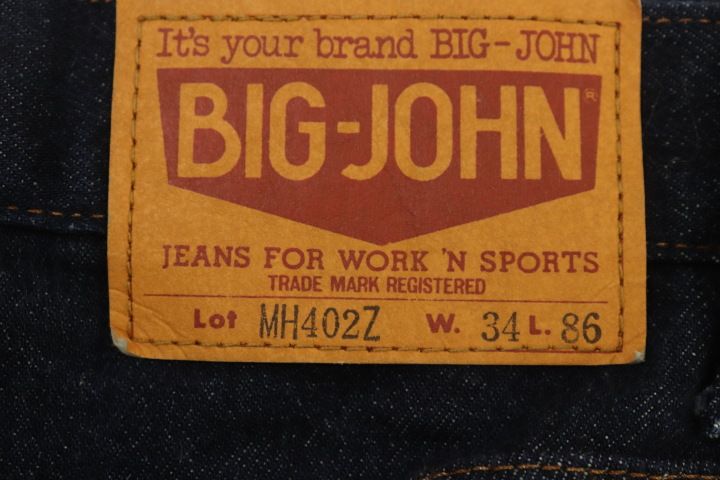 It's your brand BIG-JOHN
BIG-JOHN®
JEANS FOR WORK 'N SPORTS
TRADE MARK REGISTERED
Lot MH402Z W. 34 L. 86